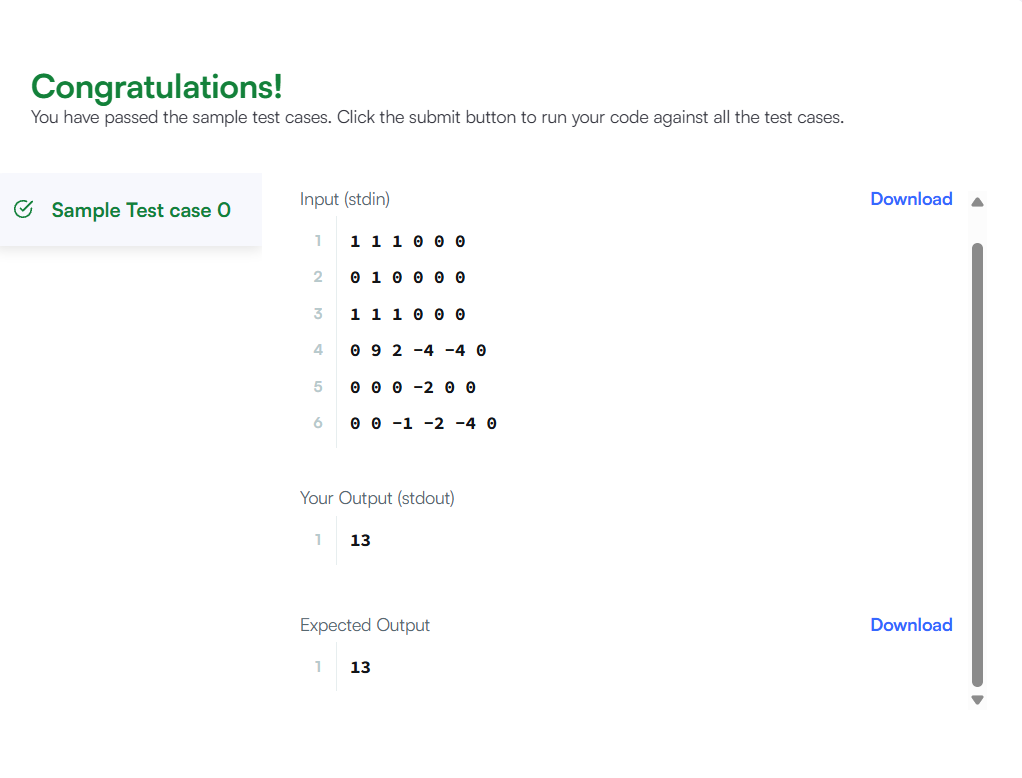 Congratulations!
You have passed the sample test cases. Click the submit button to run your code against all the test cases.
Sample Test case 0
Input (stdin)
Download
1 1 1 1 0 0 0
2 0 1 0 0 0 0
3 1 1 1 0 0 0
4 0 9 2 -4 -4 0
5 0 0 0 -2 0 0
6 0 0 -1 -2 -4 0
Your Output (stdout)
1 13
Expected Output
Download
1 13